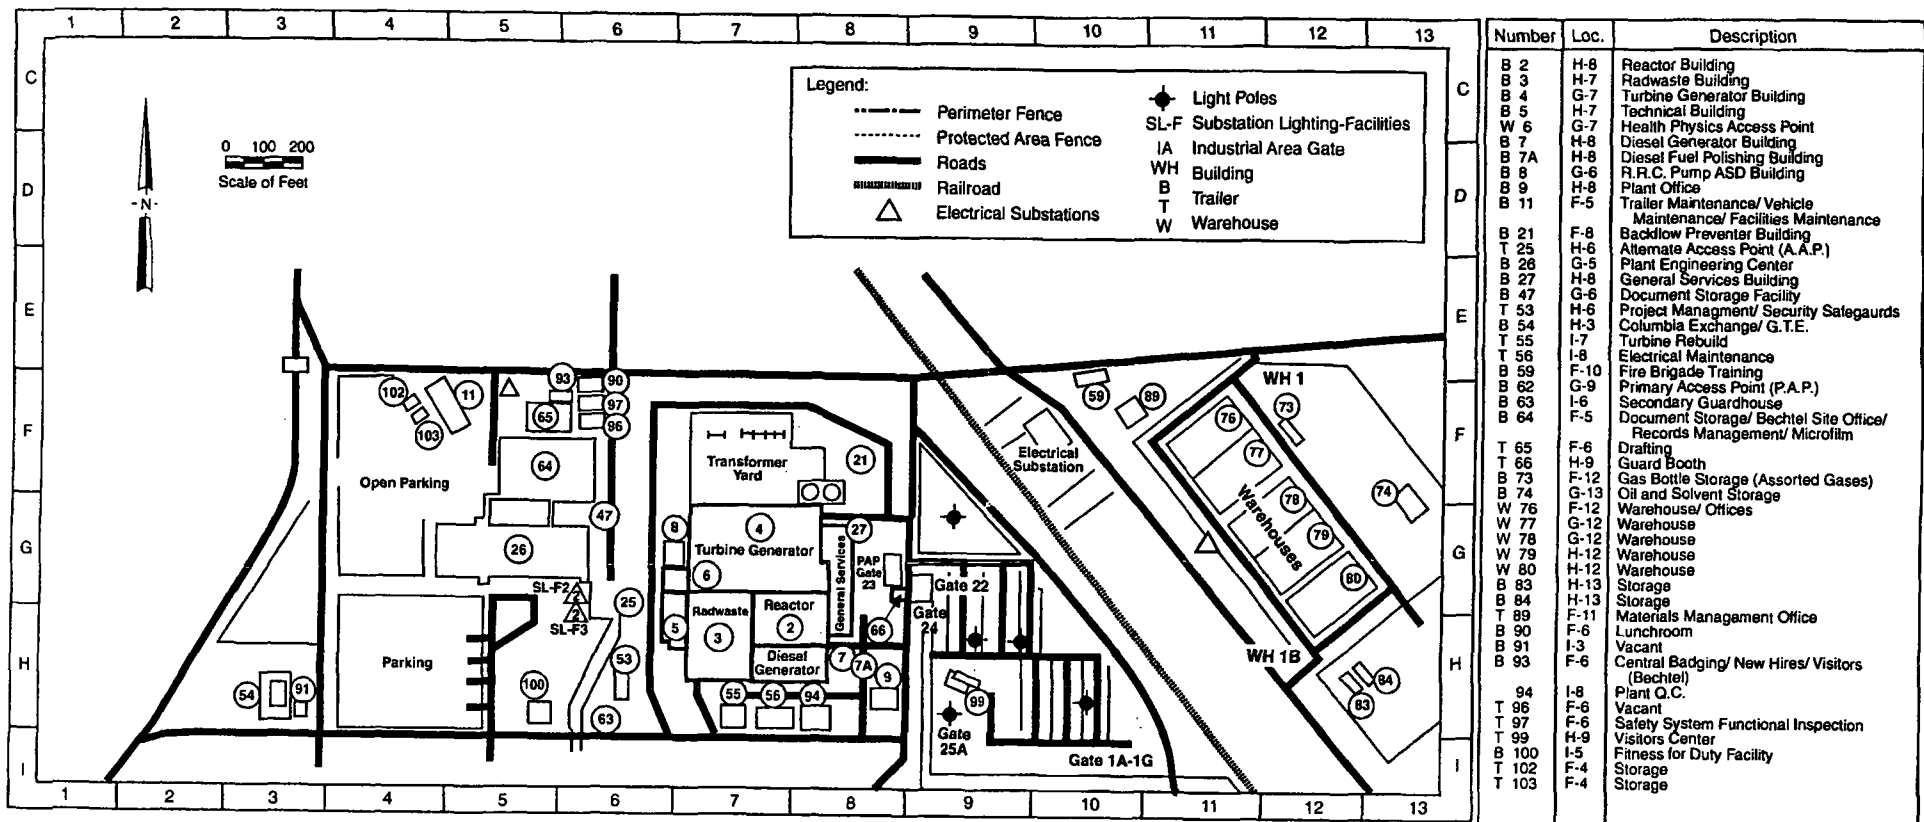 1 2 3 4 5 6 7 8 9 10 11 12 13
C
D
E
F
G
H
I
C
D
E
F
G
H
I
1 2 3 4 5 6 7 8 9 10 11 12 13
-N-
0 100 200
Scale of Feet
Legend:
Perimeter Fence
Protected Area Fence
Roads
Railroad
Electrical Substations
Light Poles
SL-F Substation Lighting-Facilities
IA Industrial Area Gate
WH Building
B
Trailer
T
W Warehouse
102
103
11
93
90
65
97
96
64
Open Parking
47
26
SL-F2
2
2
SL-F3
25
Parking
53
100
63
54
91
Transformer
Yard
21
8
4
Turbine Generator
27
6
General Services
PAP
Gate
23
Radwaste
3
5
Reactor
2
66
Diesel
Generator
7
7A
9
55
56
94
Gate 22
Gate
24
99
Gate
25A
Gate 1A-1G
Electrical
Substation
59
89
WH 1
73
76
77
78
79
80
Warehouses
74
WH 1B
84
83
Number Loc. Description
B 2 H-8 Reactor Building
B 3 H-7 Radwaste Building
B 4 G-7 Turbine Generator Building
B 5 H-7 Technical Building
W 6 G-7 Health Physics Access Point
B 7 H-8 Diesel Generator Building
B 7A H-8 Diesel Fuel Polishing Building
B 8 G-6 R.R.C. Pump ASD Building
B 9 H-8 Plant Office
B 11 F-5 Trailer Maintenance/ Vehicle
Maintenance/ Facilities Maintenance
B 21 F-8 Backflow Preventer Building
T 25 H-6 Alternate Access Point (A.A.P.)
B 26 G-5 Plant Engineering Center
B 27 H-8 General Services Building
B 47 G-6 Document Storage Facility
T 53 H-6 Project Managment/ Security Safegaurds
B 54 H-3 Columbia Exchange/ G.T.E.
T 55 I-7 Turbine Rebuild
T 56 I-8 Electrical Maintenance
B 59 F-10 Fire Brigade Training
B 62 G-9 Primary Access Point (P.A.P.)
B 63 I-6 Secondary Guardhouse
B 64 F-5 Document Storage/ Bechtel Site Office/
Records Management/ Microfilm
T 65 F-6 Drafting
T 66 H-9 Guard Booth
B 73 F-12 Gas Bottle Storage (Assorted Gases)
B 74 G-13 Oil and Solvent Storage
W 76 F-12 Warehouse/ Offices
W 77 G-12 Warehouse
W 78 G-12 Warehouse
W 79 H-12 Warehouse
W 80 H-12 Warehouse
B 83 H-13 Storage
B 84 H-13 Storage
T 89 F-11 Materials Management Office
B 90 F-6 Lunchroom
B 91 I-3 Vacant
B 93 F-6 Central Badging/ New Hires/ Visitors
(Bechtel)
94 I-8 Plant Q.C.
T 96 F-6 Vacant
T 97 F-6 Safety System Functional Inspection
T 99 H-9 Visitors Center
B 100 I-5 Fitness for Duty Facility
T 102 F-4 Storage
T 103 F-4 Storage